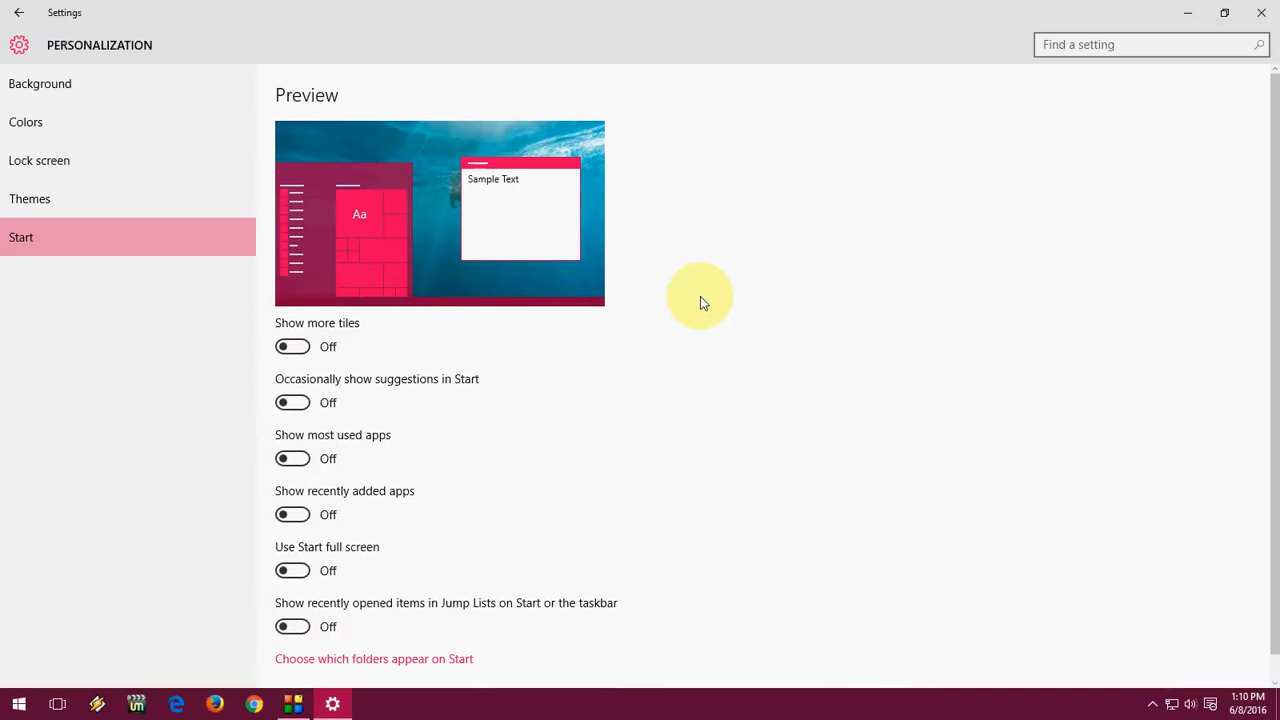 Settings
PERSONALIZATION
Find a setting
Background
Colors
Lock screen
Themes
Start
Preview
Aa
Sample Text
Show more tiles
Off
Occasionally show suggestions in Start
Off
Show most used apps
Off
Show recently added apps
Off
Use Start full screen
Off
Show recently opened items in Jump Lists on Start or the taskbar
Off
Choose which folders appear on Start
m
1:10 PM
6/8/2016